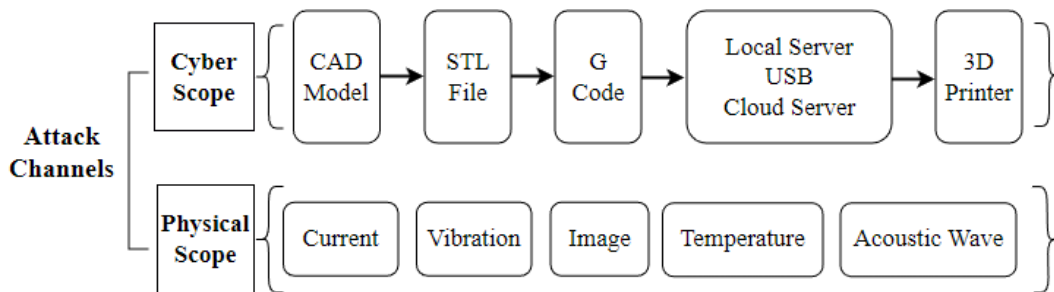 Attack
Channels
Cyber
Scope
CAD
Model
STL
File
G
Code
Local Server
USB
Cloud Server
3D
Printer
Physical
Scope
Current
Vibration
Image
Temperature
Acoustic Wave